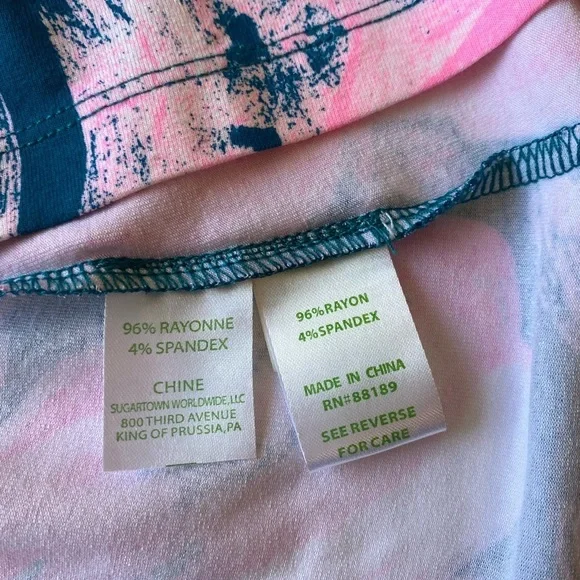 96% RAYONNE
4% SPANDEX
CHINE
SUGARTOWN WORLDWIDE, LLC
800 THIRD AVENUE
KING OF PRUSSIA, PA
96% RAYON
4% SPANDEX
MADE IN CHINA
RN#88189
SEE REVERSE
FOR CARE